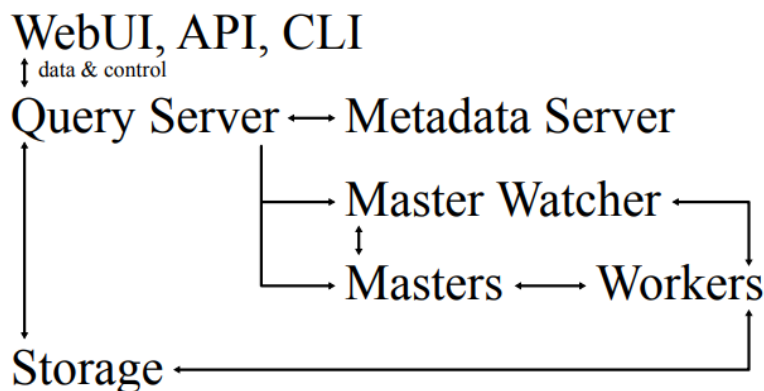 WebUI, API, CLI
data & control
Query Server
Metadata Server
Master Watcher
Masters
Workers
Storage